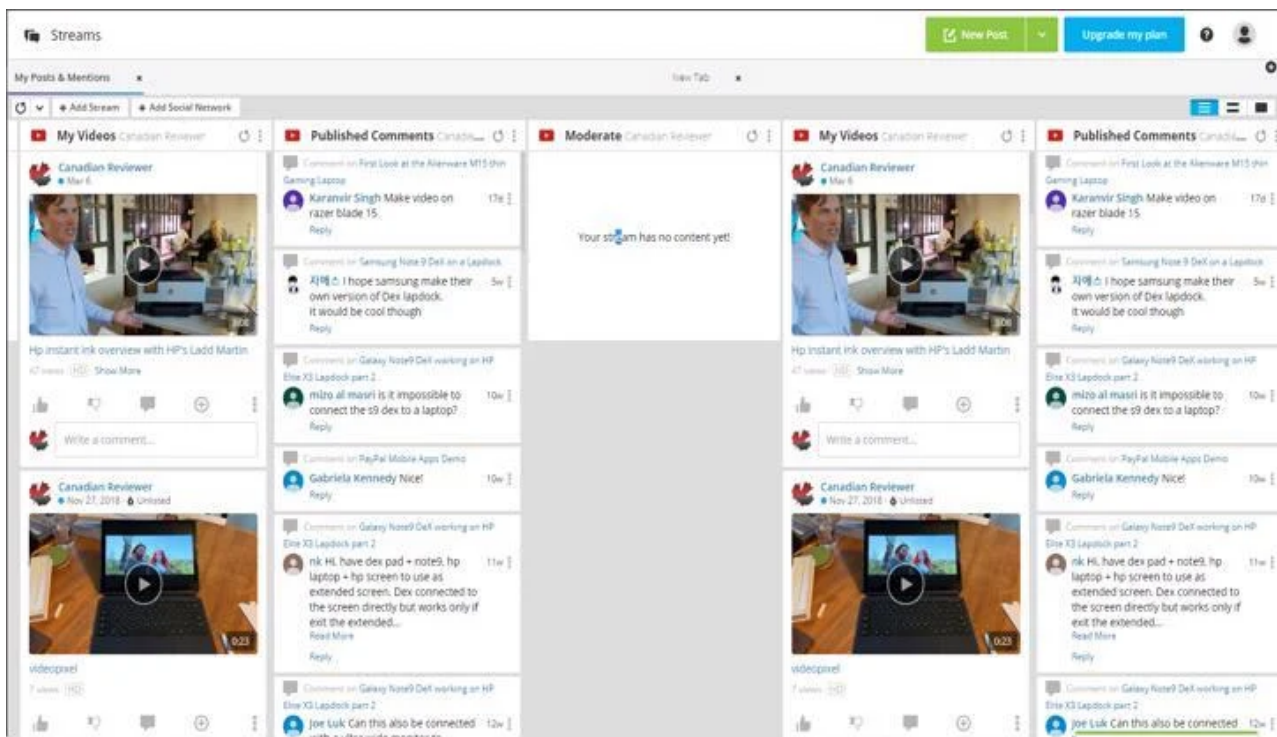 Streams
New Post
Upgrade my plan
My Posts & Mentions
New Tab
Add Stream
Add Social Network
My Videos Canadian Reviewer
Canadian Reviewer
Mar 6
3:08
Hp instant ink overview with HP's Ladd Martin
47 views HD Show More
Write a comment...
Canadian Reviewer
Nov 27, 2018 Unlisted
0:23
videopixel
7 views HD
Published Comments
Comment on First Look at the Alienware M15 thin
Gaming Laptop
Karanvir Singh Make video on 17d
razer blade 15
Reply
Comment on Samsung Note 9 DeX on a Lapdock
I hope samsung make their 5w
own version of Dex lapdock.
it would be cool though
Reply
Comment on Galaxy Note9 DeX working on HP
Elite X3 Lapdock part 2
mizo al masri is it impossible to 10w
connect the s9 dex to a laptop?
Reply
Comment on PayPal Mobile Apps Demo
Gabriela Kennedy Nice! 10w
Reply
Comment on Galaxy Note9 DeX working on HP
Elite X3 Lapdock part 2
nk Hi, have dex pad + note9, hp 11w
laptop + hp screen to use as
extended screen. Dex connected to
the screen directly but works only if
exit the extended...
Read More
Reply
Comment on Galaxy Note9 DeX working on HP
Elite X3 Lapdock part 2
Joe Luk Can this also be connected 12w
Moderate Canadian Reviewer
Your stream has no content yet!
My Videos Canadian Reviewer
Canadian Reviewer
Mar 6
3:08
Hp instant ink overview with HP's Ladd Martin
47 views HD Show More
Write a comment...
Canadian Reviewer
Nov 27, 2018 Unlisted
0:23
videopixel
7 views HD
Published Comments
Comment on First Look at the Alienware M15 thin
Gaming Laptop
Karanvir Singh Make video on 17d
razer blade 15
Reply
Comment on Samsung Note 9 DeX on a Lapdock
I hope samsung make their 5w
own version of Dex lapdock.
it would be cool though
Reply
Comment on Galaxy Note9 DeX working on HP
Elite X3 Lapdock part 2
mizo al masri is it impossible to 10w
connect the s9 dex to a laptop?
Reply
Comment on PayPal Mobile Apps Demo
Gabriela Kennedy Nice! 10w
Reply
Comment on Galaxy Note9 DeX working on HP
Elite X3 Lapdock part 2
nk Hi, have dex pad + note9, hp 11w
laptop + hp screen to use as
extended screen. Dex connected to
the screen directly but works only if
exit the extended...
Read More
Reply
Comment on Galaxy Note9 DeX working on HP
Elite X3 Lapdock part 2
Joe Luk Can this also be connected 12w